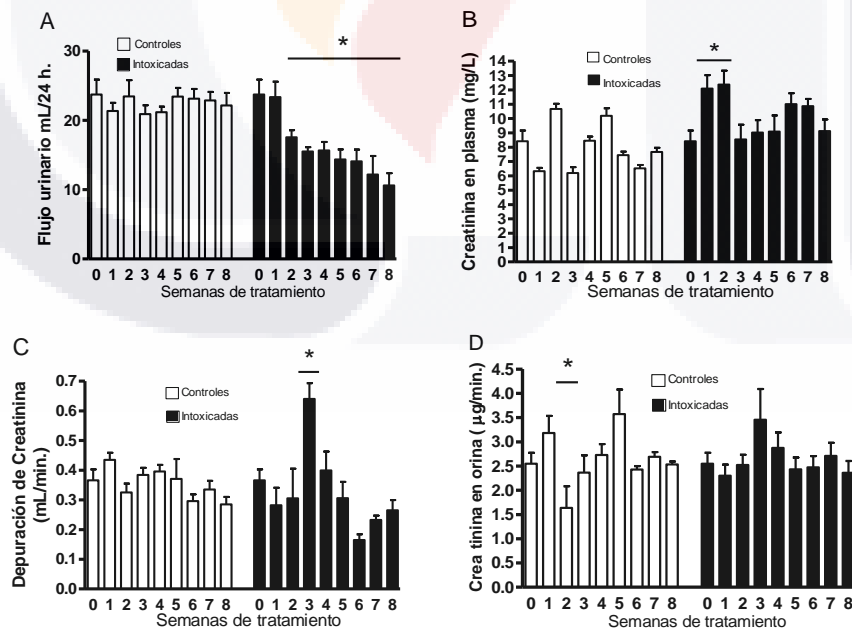 A
Controles
Intoxicadas
*
Flujo urinario mL/24 h.
30
20
10
0
0 1 2 3 4 5 6 7 8 0 1 2 3 4 5 6 7 8
Semanas de tratamiento
B
Controles
Intoxicadas
*
Creatinina en plasma (mg/L)
14
13
12
11
10
9
8
7
6
5
4
3
2
1
0
0 1 2 3 4 5 6 7 8 0 1 2 3 4 5 6 7 8
Semanas de tratamiento
C
Controles
Intoxicadas
*
Depuración de Creatinina
(mL/min.)
0.7
0.6
0.5
0.4
0.3
0.2
0.1
0.0
0 1 2 3 4 5 6 7 8 0 1 2 3 4 5 6 7 8
Semanas de tratamiento
D
*
Controles
Intoxicadas
Crea tinina en orina ( µg/min.)
4.5
4.0
3.5
3.0
2.5
2.0
1.5
1.0
0.5
0.0
0 1 2 3 4 5 6 7 8 0 1 2 3 4 5 6 7 8
Semanas de tratamiento